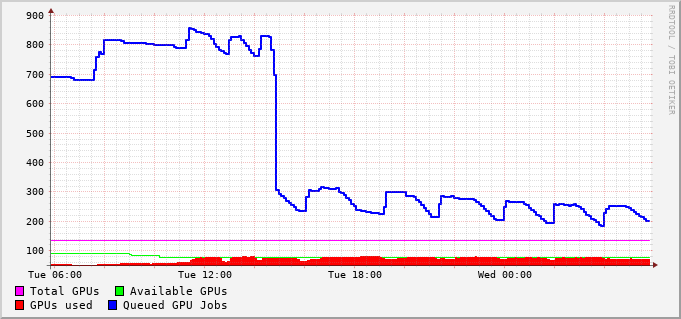 900
800
700
600
500
400
300
200
100
Tue 06:00 Tue 12:00 Tue 18:00 Wed 00:00
Total GPUs Available GPUs
GPUs used Queued GPU Jobs
RRDTOOL / TOBI OETIKER